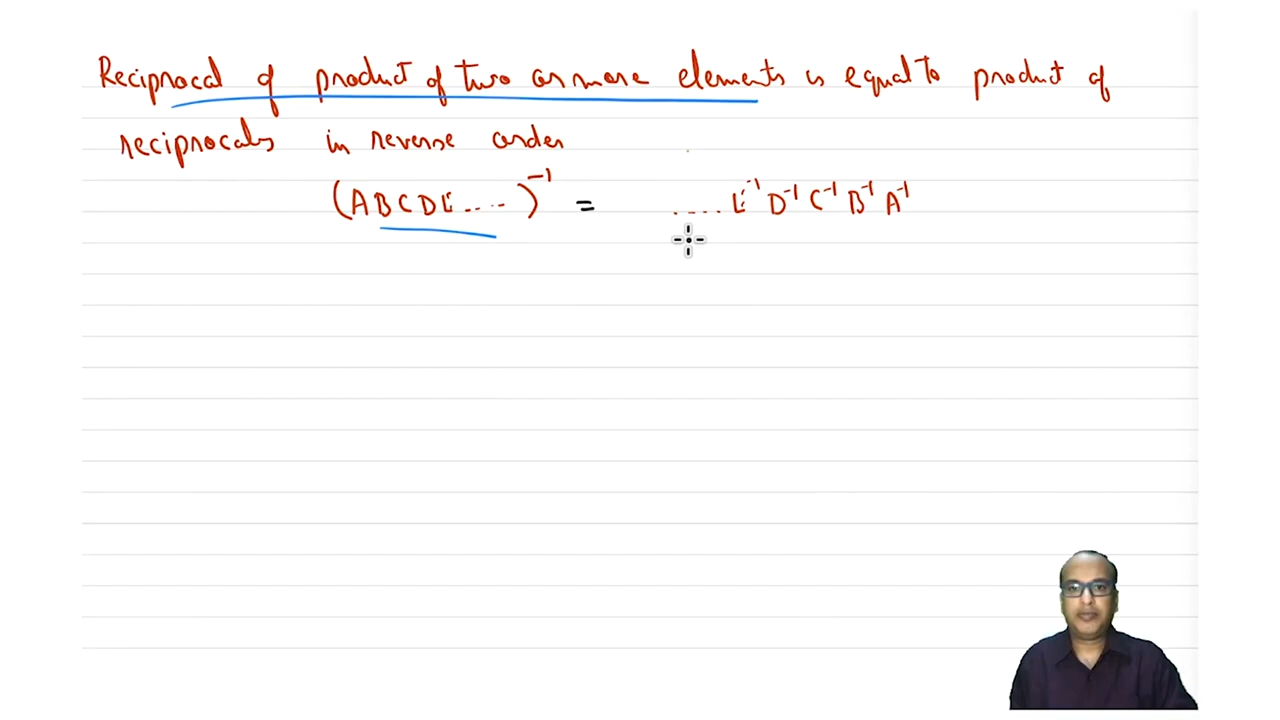 Reciprocal of product of two or more elements is equal to product of
reciprocals in reverse order
(ABCDE.....)⁻¹ = .....E⁻¹ D⁻¹ C⁻¹ B⁻¹ A⁻¹